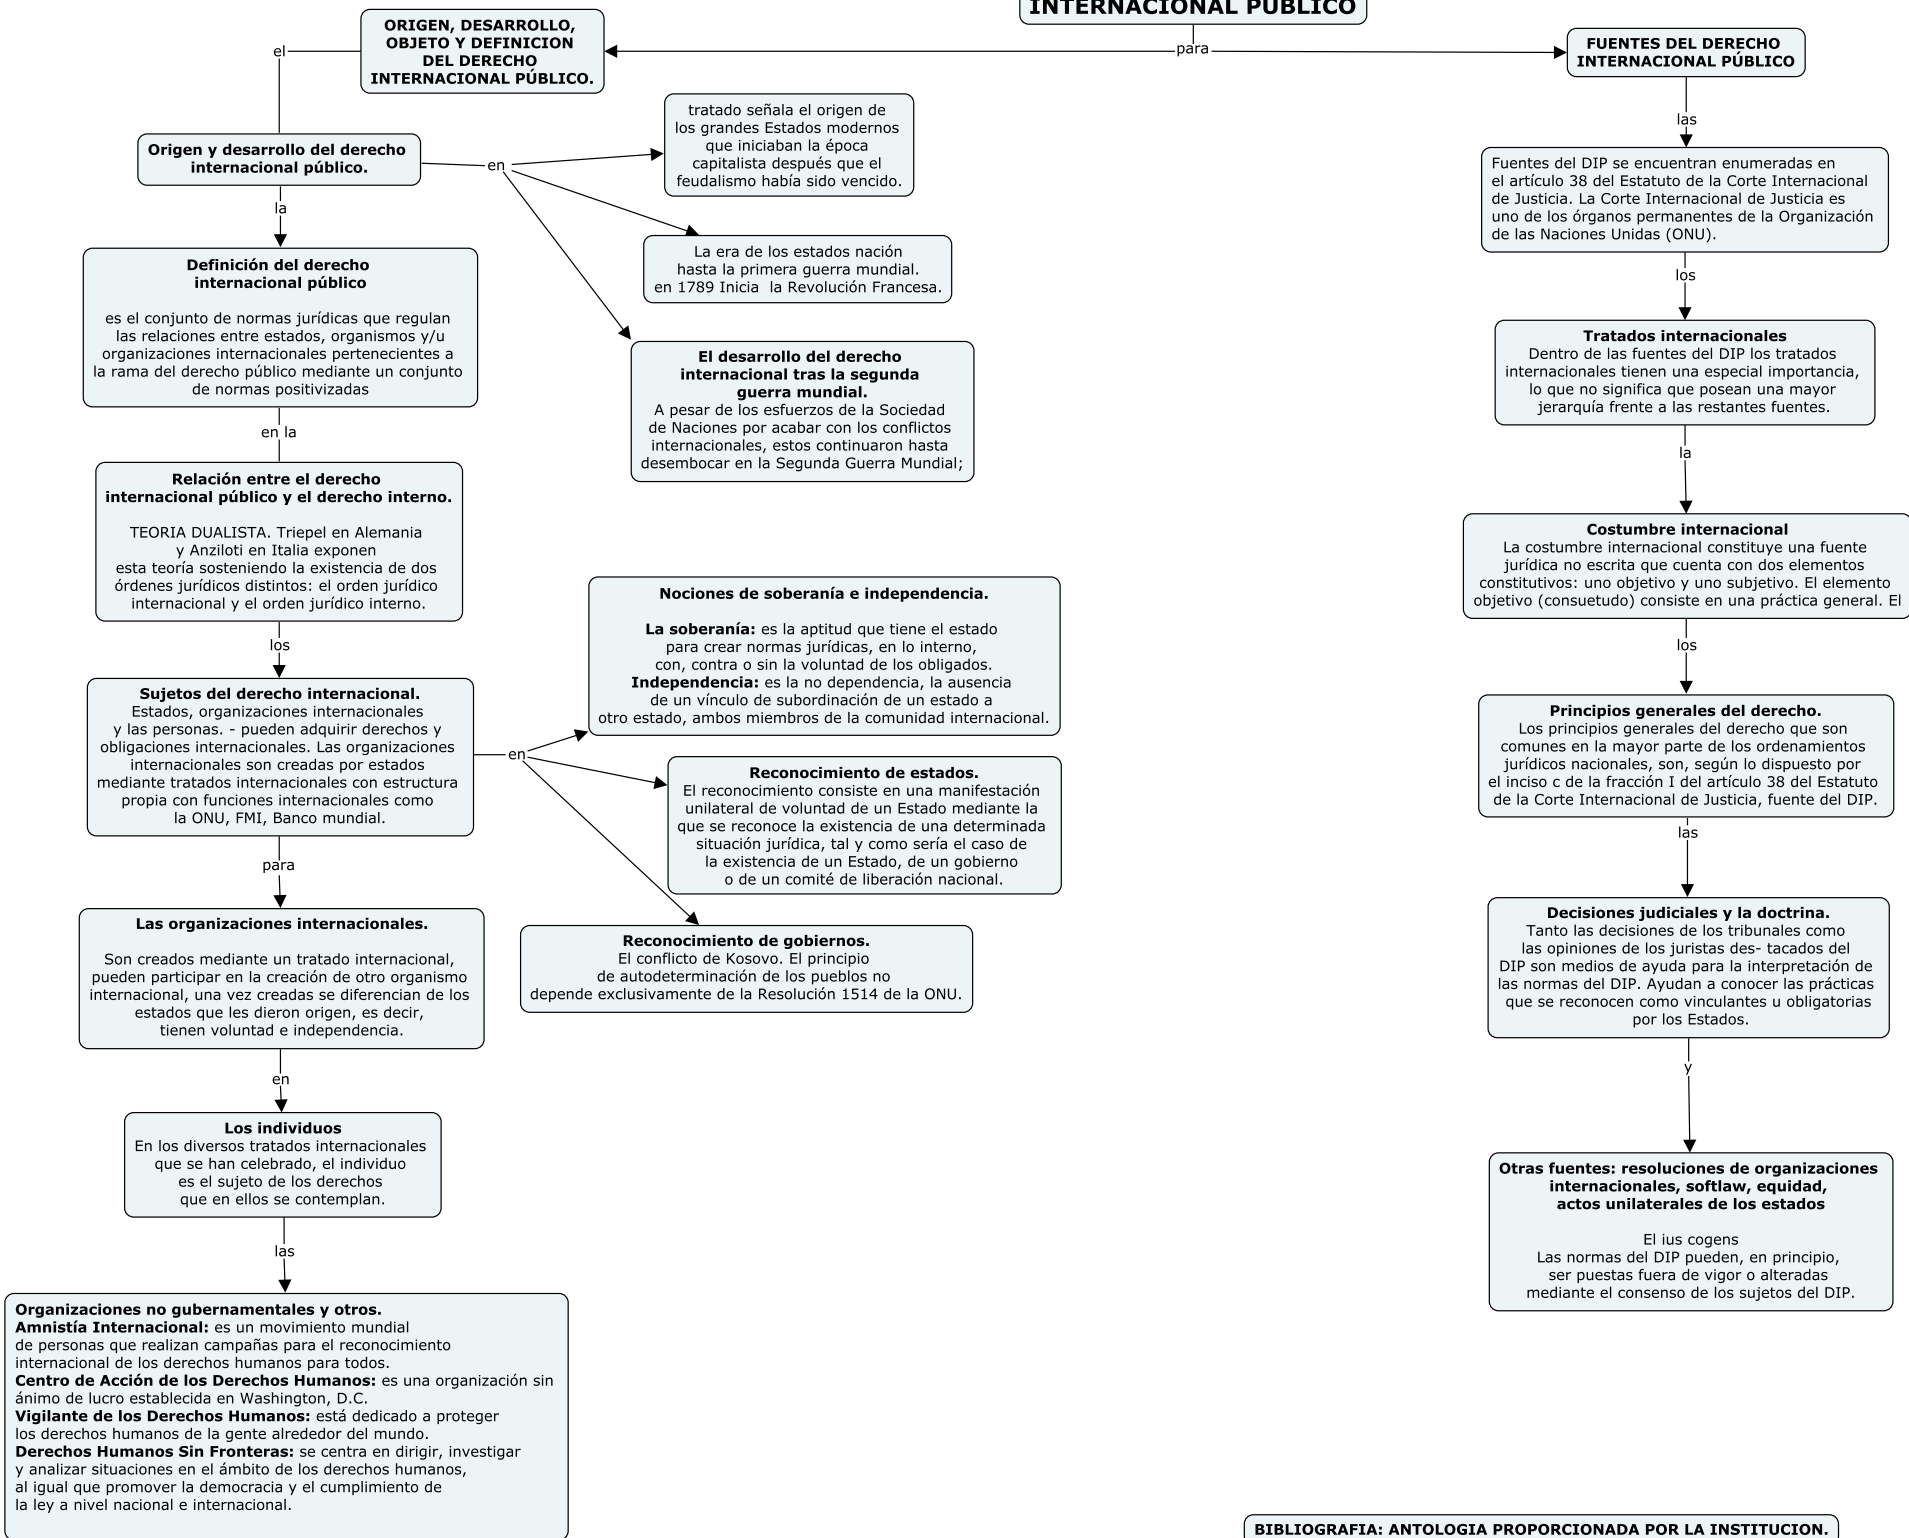 INTERNACIONAL PÚBLICO
ORIGEN, DESARROLLO,
OBJETO Y DEFINICION
DEL DERECHO
INTERNACIONAL PÚBLICO.
el
para
FUENTES DEL DERECHO
INTERNACIONAL PÚBLICO
Origen y desarrollo del derecho
internacional público.
en
tratado señala el origen de
los grandes Estados modernos
que iniciaban la época
capitalista después que el
feudalismo había sido vencido.
La era de los estados nación
hasta la primera guerra mundial.
en 1789 Inicia  la Revolución Francesa.
El desarrollo del derecho
internacional tras la segunda
guerra mundial.
A pesar de los esfuerzos de la Sociedad
de Naciones por acabar con los conflictos
internacionales, estos continuaron hasta
desembocar en la Segunda Guerra Mundial;
la
Definición del derecho
internacional público
es el conjunto de normas jurídicas que regulan
las relaciones entre estados, organismos y/u
organizaciones internacionales pertenecientes a
la rama del derecho público mediante un conjunto
de normas positivizadas
en la
Relación entre el derecho
internacional público y el derecho interno.
TEORIA DUALISTA. Triepel en Alemania
y Anziloti en Italia exponen
esta teoría sosteniendo la existencia de dos
órdenes jurídicos distintos: el orden jurídico
internacional y el orden jurídico interno.
los
Sujetos del derecho internacional.
Estados, organizaciones internacionales
y las personas. - pueden adquirir derechos y
obligaciones internacionales. Las organizaciones
internacionales son creadas por estados
mediante tratados internacionales con estructura
propia con funciones internacionales como
la ONU, FMI, Banco mundial.
en
Nociones de soberanía e independencia.
La soberanía: es la aptitud que tiene el estado
para crear normas jurídicas, en lo interno,
con, contra o sin la voluntad de los obligados.
Independencia: es la no dependencia, la ausencia
de un vínculo de subordinación de un estado a
otro estado, ambos miembros de la comunidad internacional.
Reconocimiento de estados.
El reconocimiento consiste en una manifestación
unilateral de voluntad de un Estado mediante la
que se reconoce la existencia de una determinada
situación jurídica, tal y como sería el caso de
la existencia de un Estado, de un gobierno
o de un comité de liberación nacional.
Reconocimiento de gobiernos.
El conflicto de Kosovo. El principio
de autodeterminación de los pueblos no
depende exclusivamente de la Resolución 1514 de la ONU.
para
Las organizaciones internacionales.
Son creados mediante un tratado internacional,
pueden participar en la creación de otro organismo
internacional, una vez creadas se diferencian de los
estados que les dieron origen, es decir,
tienen voluntad e independencia.
en
Los individuos
En los diversos tratados internacionales
que se han celebrado, el individuo
es el sujeto de los derechos
que en ellos se contemplan.
las
Organizaciones no gubernamentales y otros.
Amnistía Internacional: es un movimiento mundial
de personas que realizan campañas para el reconocimiento
internacional de los derechos humanos para todos.
Centro de Acción de los Derechos Humanos: es una organización sin
ánimo de lucro establecida en Washington, D.C.
Vigilante de los Derechos Humanos: está dedicado a proteger
los derechos humanos de la gente alrededor del mundo.
Derechos Humanos Sin Fronteras: se centra en dirigir, investigar
y analizar situaciones en el ámbito de los derechos humanos,
al igual que promover la democracia y el cumplimiento de
la ley a nivel nacional e internacional.
las
Fuentes del DIP se encuentran enumeradas en
el artículo 38 del Estatuto de la Corte Internacional
de Justicia. La Corte Internacional de Justicia es
uno de los órganos permanentes de la Organización
de las Naciones Unidas (ONU).
los
Tratados internacionales
Dentro de las fuentes del DIP los tratados
internacionales tienen una especial importancia,
lo que no significa que posean una mayor
jerarquía frente a las restantes fuentes.
la
Costumbre internacional
La costumbre internacional constituye una fuente
jurídica no escrita que cuenta con dos elementos
constitutivos: uno objetivo y uno subjetivo. El elemento
objetivo (consuetudo) consiste en una práctica general. El
los
Principios generales del derecho.
Los principios generales del derecho que son
comunes en la mayor parte de los ordenamientos
jurídicos nacionales, son, según lo dispuesto por
el inciso c de la fracción I del artículo 38 del Estatuto
de la Corte Internacional de Justicia, fuente del DIP.
las
Decisiones judiciales y la doctrina.
Tanto las decisiones de los tribunales como
las opiniones de los juristas des- tacados del
DIP son medios de ayuda para la interpretación de
las normas del DIP. Ayudan a conocer las prácticas
que se reconocen como vinculantes u obligatorias
por los Estados.
y
Otras fuentes: resoluciones de organizaciones
internacionales, softlaw, equidad,
actos unilaterales de los estados
El ius cogens
Las normas del DIP pueden, en principio,
ser puestas fuera de vigor o alteradas
mediante el consenso de los sujetos del DIP.
BIBLIOGRAFIA: ANTOLOGIA PROPORCIONADA POR LA INSTITUCION.